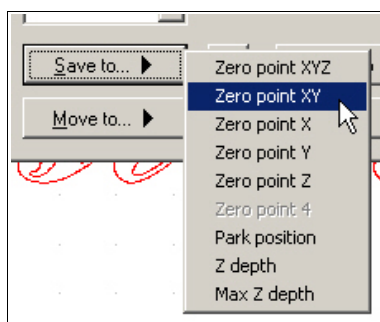 Save to...
Move to...
Zero point XYZ
Zero point XY
Zero point X
Zero point Y
Zero point Z
Zero point 4
Park position
Z depth
Max Z depth